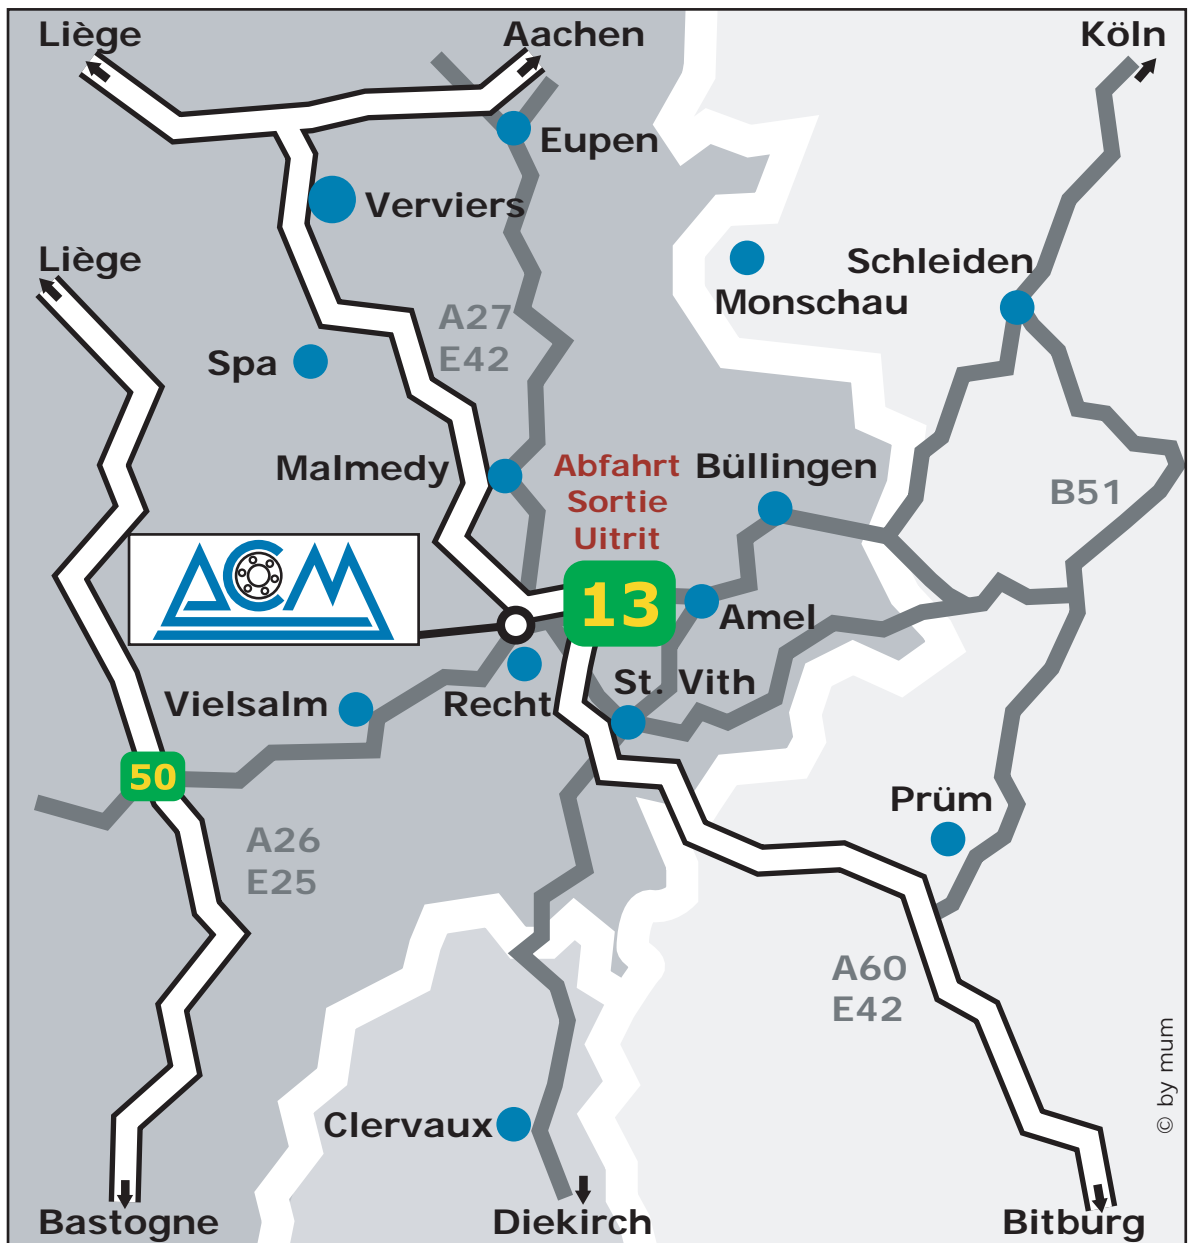 Liège
Aachen
Köln
Eupen
Verviers
Liège
Schleiden
Monschau
A27
E42
Spa
Malmedy
Abfahrt
Sortie
Uitrit
Büllingen
B51
ACM
13
Amel
St. Vith
Vielsalm
Recht
50
Prüm
A26
E25
A60
E42
© by mum
Clervaux
Bastogne
Diekirch
Bitburg